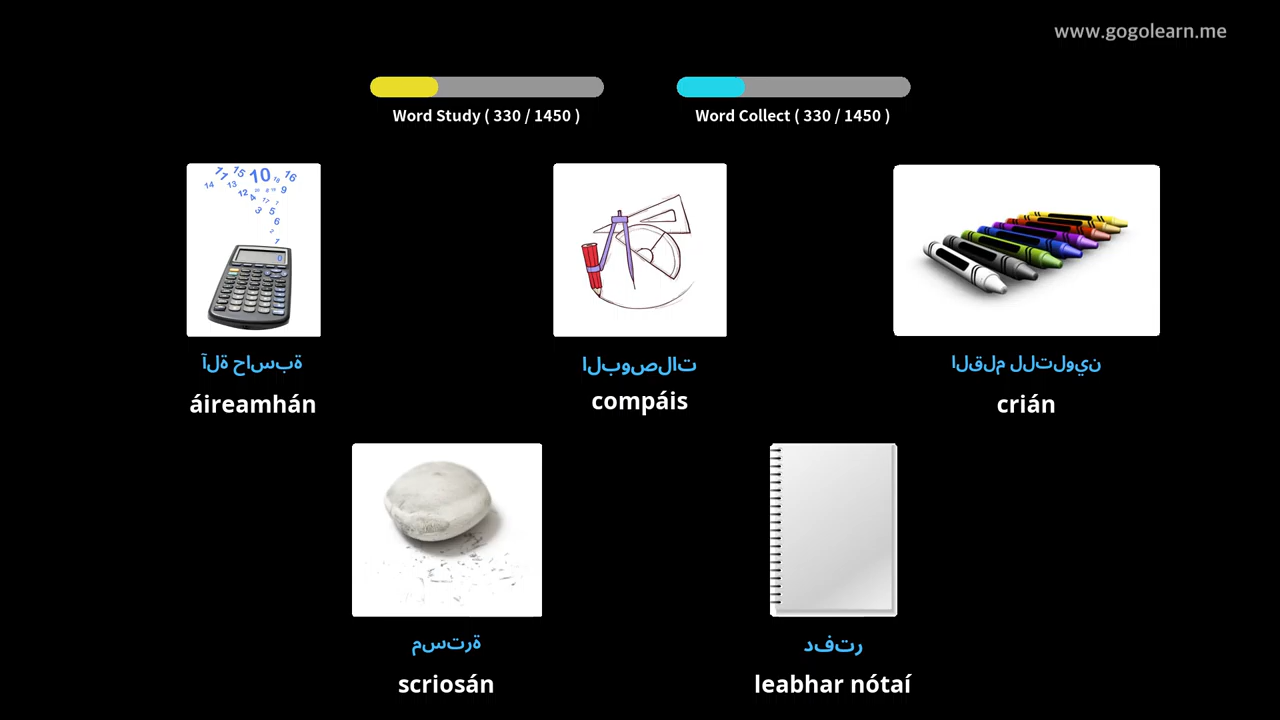 www.gogolearn.me
Word Study ( 330 / 1450 )
Word Collect ( 330 / 1450 )
آلة حاسبة
áireamhán
البوصلات
compáis
القلم للتلوين
crián
مسترة
scriosán
دفتر
leabhar nótaí